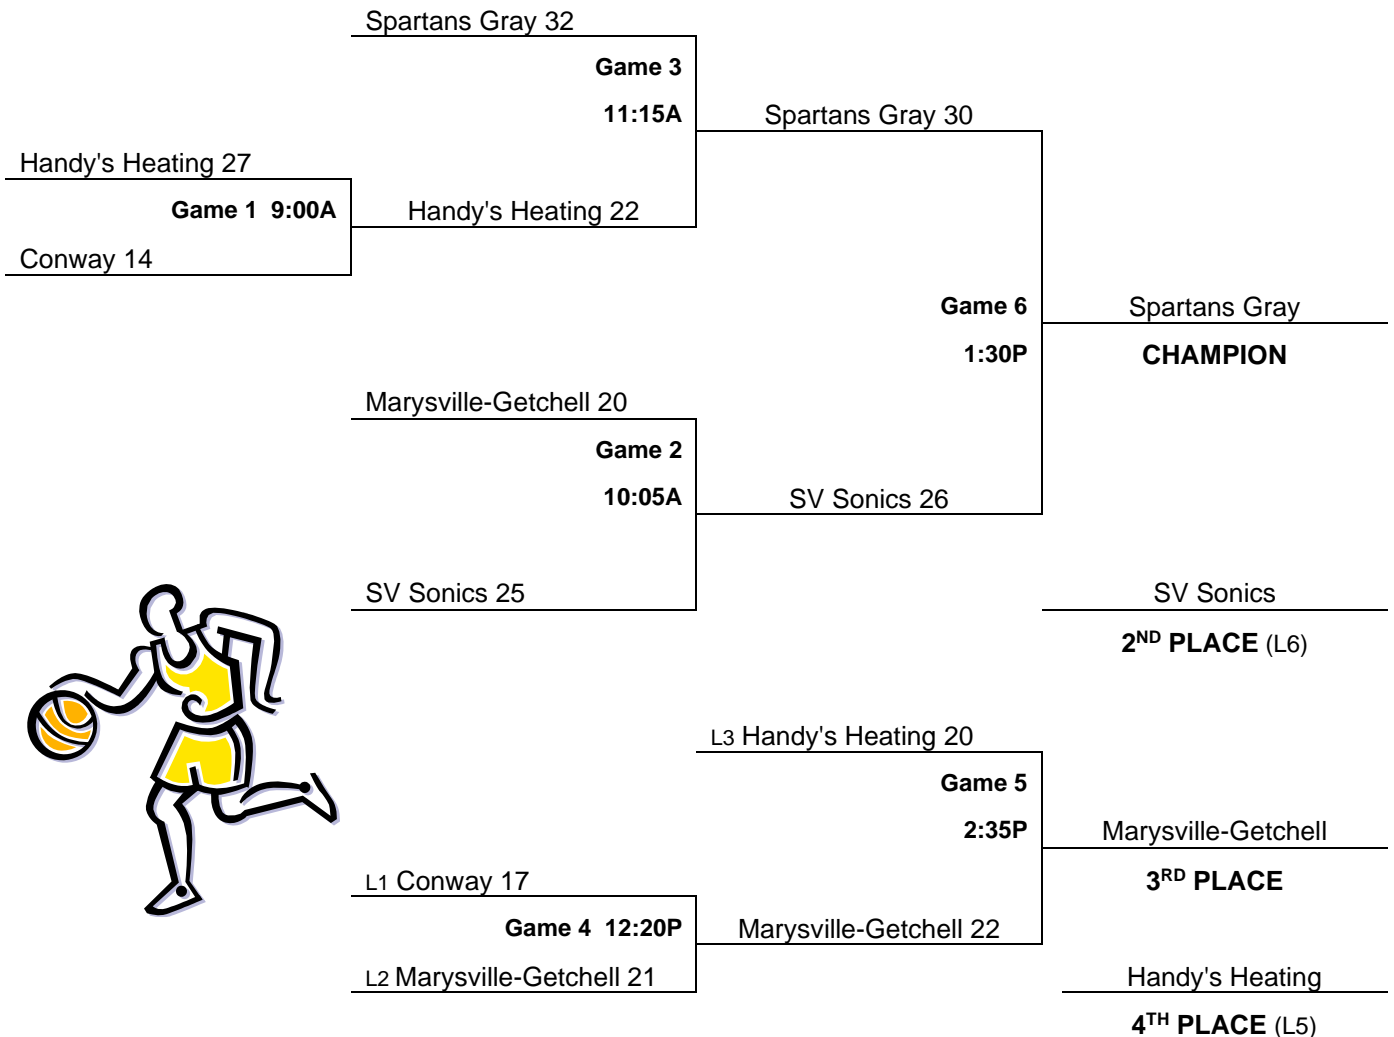 Spartans Gray 32
Game 3
11:15A
Spartans Gray 30
Handy's Heating 27
Game 1 9:00A
Handy's Heating 22
Conway 14
Game 6
Spartans Gray
1:30P
CHAMPION
Marysville-Getchell 20
Game 2
10:05A
SV Sonics 26
SV Sonics 25
SV Sonics
2ND PLACE (L6)
L3 Handy's Heating 20
Game 5
2:35P
Marysville-Getchell
3RD PLACE
L1 Conway 17
Game 4 12:20P
Marysville-Getchell 22
L2 Marysville-Getchell 21
Handy's Heating
4TH PLACE (L5)